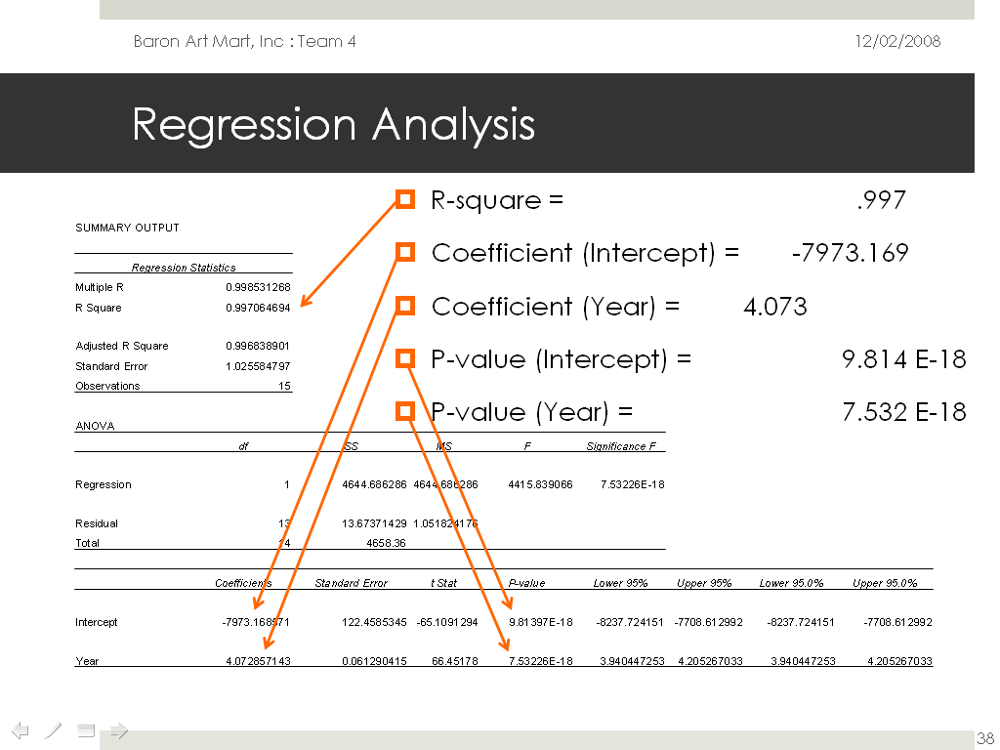 Baron Art Mart, Inc : Team 4 12/02/2008
Regression Analysis
R-square = .997
Coefficient (Intercept) = -7973.169
Coefficient (Year) = 4.073
P-value (Intercept) = 9.814 E-18
P-value (Year) = 7.532 E-18
SUMMARY OUTPUT
Regression Statistics
Multiple R 0.998531268
R Square 0.997064694
Adjusted R Square 0.996838901
Standard Error 1.025584797
Observations 15
ANOVA
df SS MS F Significance F
Regression 1 4644.686286 4644.686286 4415.839066 7.53226E-18
Residual 13 13.67371429 1.051824176
Total 14 4658.36
Coefficients Standard Error t Stat P-value Lower 95% Upper 95% Lower 95.0% Upper 95.0%
Intercept -7973.168571 122.4585345 -65.1091294 9.81397E-18 -8237.724151 -7708.612992 -8237.724151 -7708.612992
Year 4.072857143 0.061290415 66.45178 7.53226E-18 3.940447253 4.205267033 3.940447253 4.205267033
38